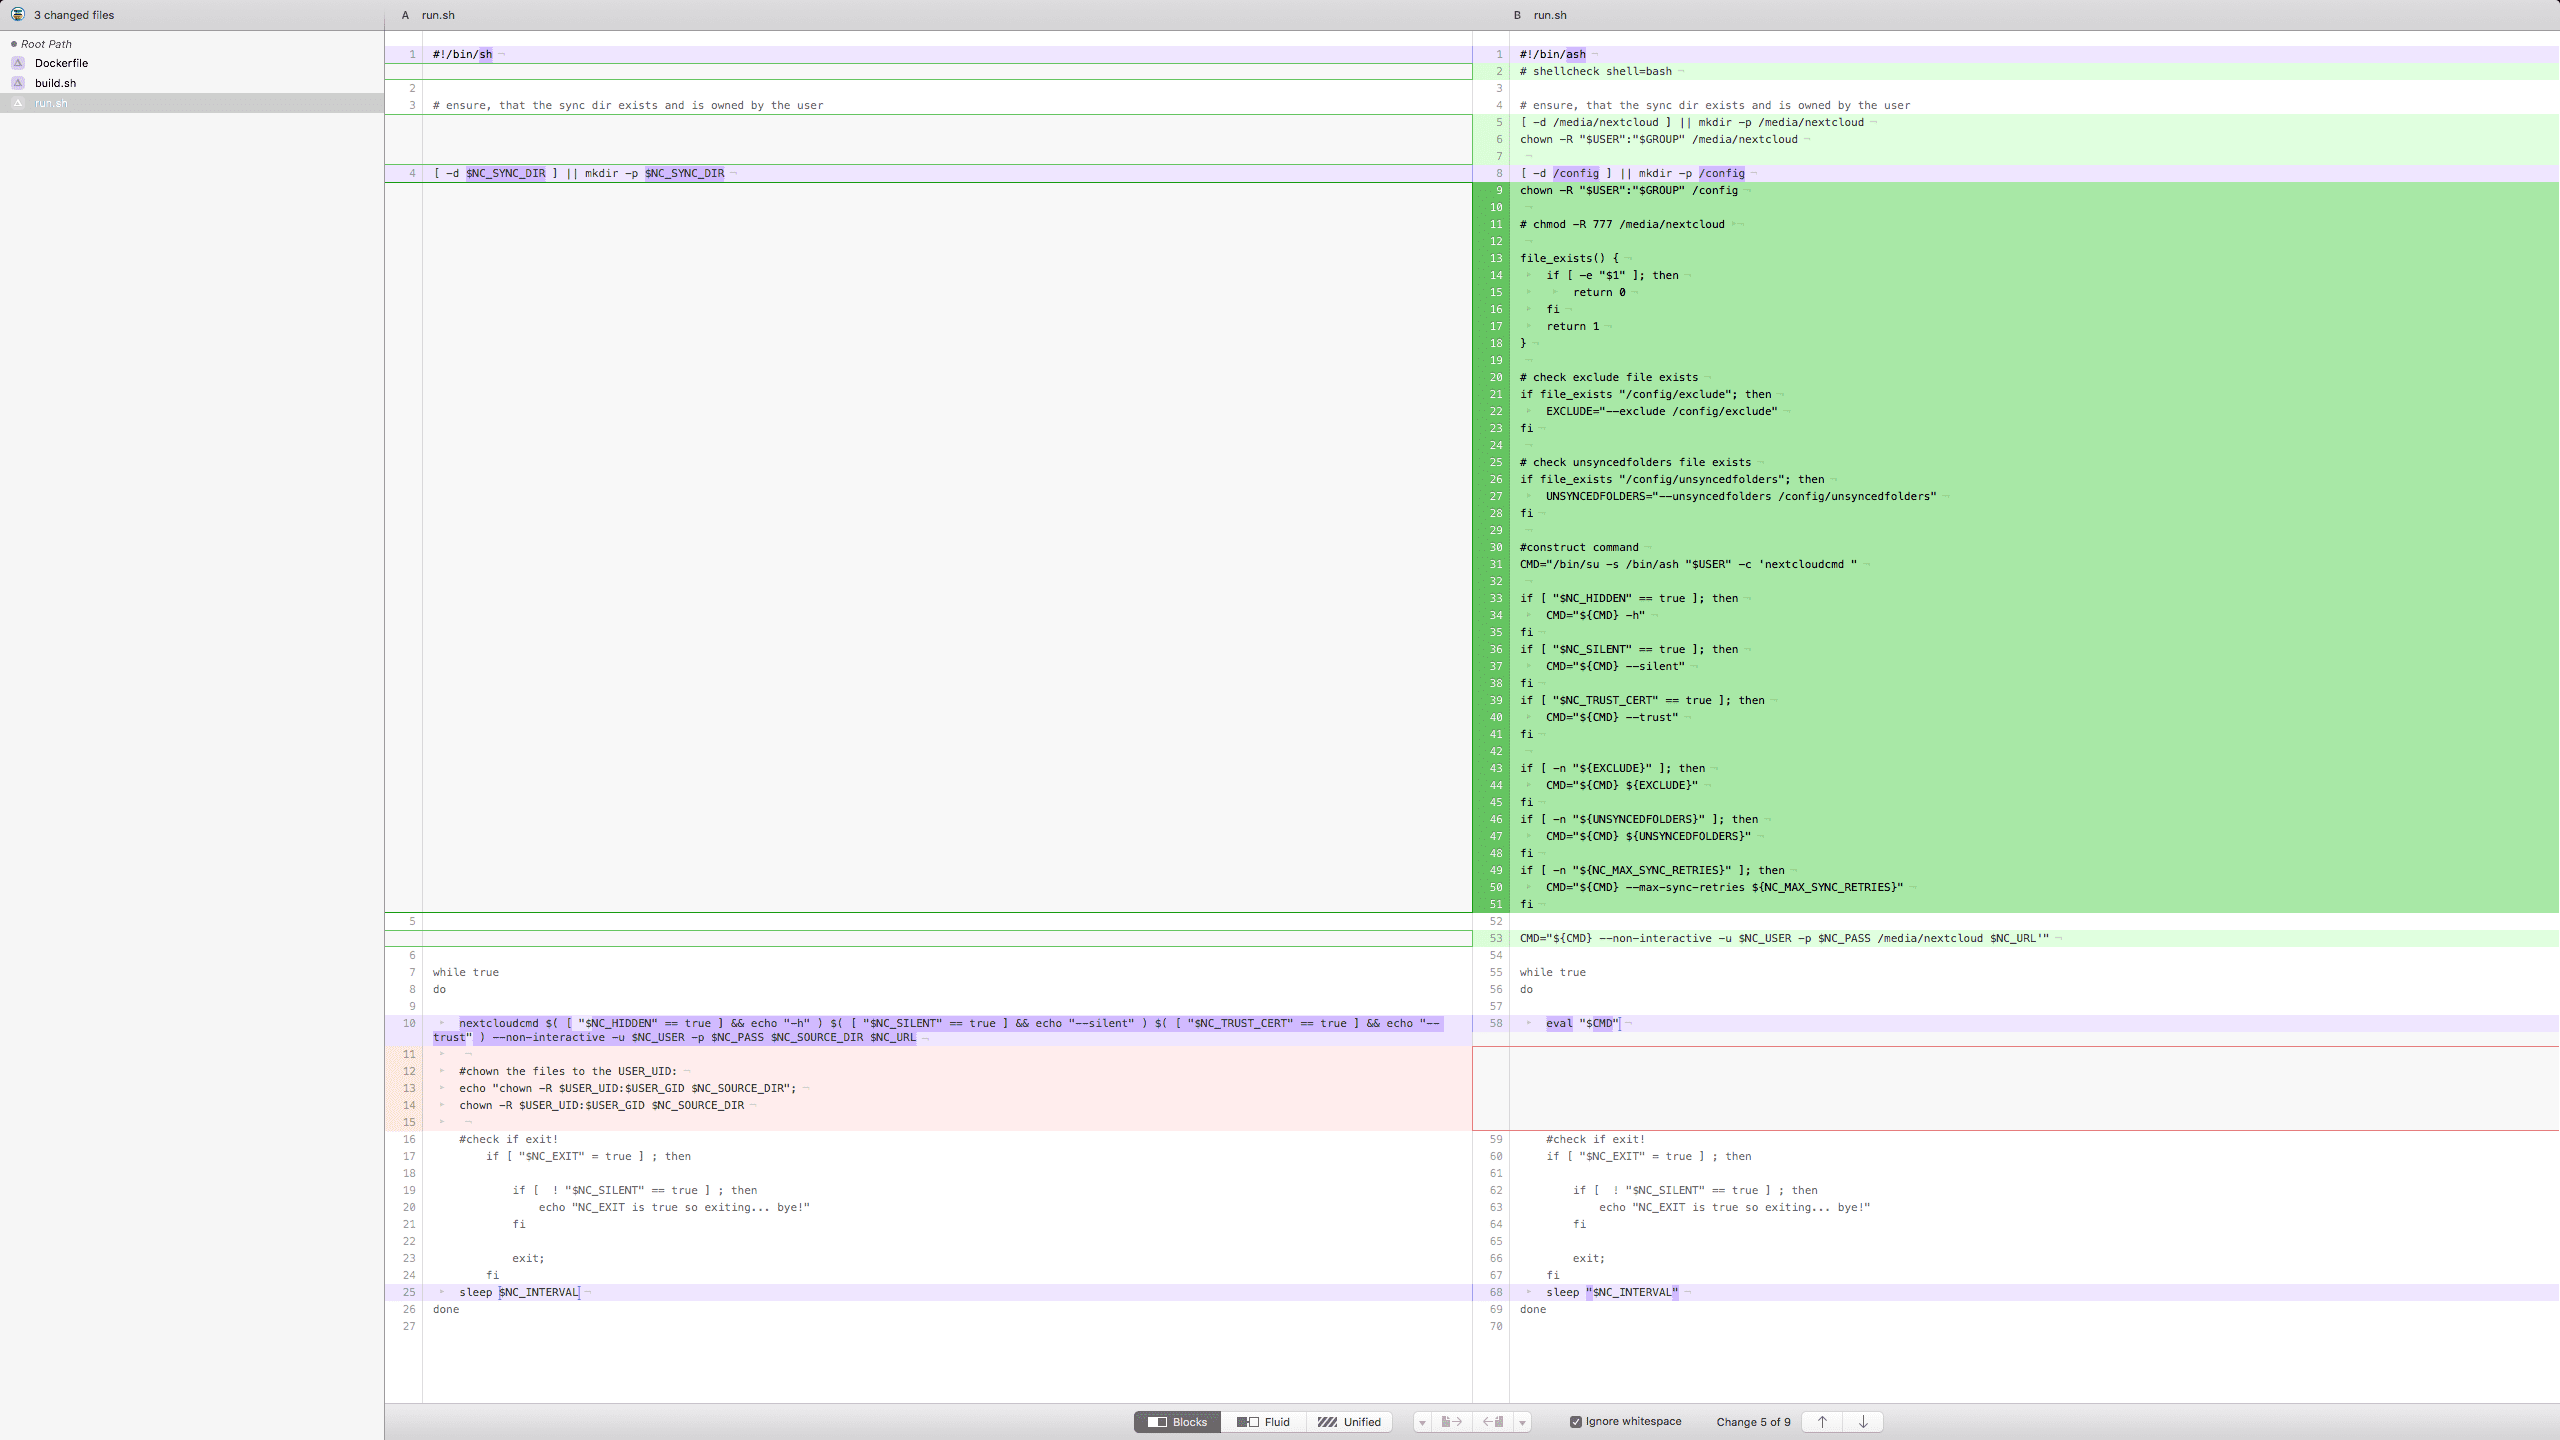 3 changed files
Root Path
Dockerfile
build.sh
run.sh
A run.sh
1 #!/bin/sh
2
3 # ensure, that the sync dir exists and is owned by the user
4 [ -d $NC_SYNC_DIR ] || mkdir -p $NC_SYNC_DIR
5
6
7 while true
8 do
9
10 nextcloudcmd $( [ "$NC_HIDDEN" == true ] && echo "-h" ) $( [ "$NC_SILENT" == true ] && echo "--silent" ) $( [ "$NC_TRUST_CERT" == true ] && echo "--
trust" ) --non-interactive -u $NC_USER -p $NC_PASS $NC_SOURCE_DIR $NC_URL
11
12 #chown the files to the USER_UID:
13 echo "chown -R $USER_UID:$USER_GID $NC_SOURCE_DIR";
14 chown -R $USER_UID:$USER_GID $NC_SOURCE_DIR
15
16 #check if exit!
17 if [ "$NC_EXIT" = true ] ; then
18
19 if [  ! "$NC_SILENT" == true ] ; then
20 echo "NC_EXIT is true so exiting... bye!"
21 fi
22
23 exit;
24 fi
25 sleep $NC_INTERVAL
26 done
27
B run.sh
1 #!/bin/ash
2 # shellcheck shell=bash
3
4 # ensure, that the sync dir exists and is owned by the user
5 [ -d /media/nextcloud ] || mkdir -p /media/nextcloud
6 chown -R "$USER":"$GROUP" /media/nextcloud
7
8 [ -d /config ] || mkdir -p /config
9 chown -R "$USER":"$GROUP" /config
10
11 # chmod -R 777 /media/nextcloud
12
13 file_exists() {
14 if [ -e "$1" ]; then
15 return 0
16 fi
17 return 1
18 }
19
20 # check exclude file exists
21 if file_exists "/config/exclude"; then
22 EXCLUDE="--exclude /config/exclude"
23 fi
24
25 # check unsyncedfolders file exists
26 if file_exists "/config/unsyncedfolders"; then
27 UNSYNCEDFOLDERS="--unsyncedfolders /config/unsyncedfolders"
28 fi
29
30 #construct command
31 CMD="/bin/su -s /bin/ash "$USER" -c 'nextcloudcmd "
32
33 if [ "$NC_HIDDEN" == true ]; then
34 CMD="${CMD} -h"
35 fi
36 if [ "$NC_SILENT" == true ]; then
37 CMD="${CMD} --silent"
38 fi
39 if [ "$NC_TRUST_CERT" == true ]; then
40 CMD="${CMD} --trust"
41 fi
42
43 if [ -n "${EXCLUDE}" ]; then
44 CMD="${CMD} ${EXCLUDE}"
45 fi
46 if [ -n "${UNSYNCEDFOLDERS}" ]; then
47 CMD="${CMD} ${UNSYNCEDFOLDERS}"
48 fi
49 if [ -n "${NC_MAX_SYNC_RETRIES}" ]; then
50 CMD="${CMD} --max-sync-retries ${NC_MAX_SYNC_RETRIES}"
51 fi
52
53 CMD="${CMD} --non-interactive -u $NC_USER -p $NC_PASS /media/nextcloud $NC_URL'"
54
55 while true
56 do
57
58 eval "$CMD"
59 #check if exit!
60 if [ "$NC_EXIT" = true ] ; then
61
62 if [  ! "$NC_SILENT" == true ] ; then
63 echo "NC_EXIT is true so exiting... bye!"
64 fi
65
66 exit;
67 fi
68 sleep "$NC_INTERVAL"
69 done
70
Blocks Fluid Unified Ignore whitespace Change 5 of 9